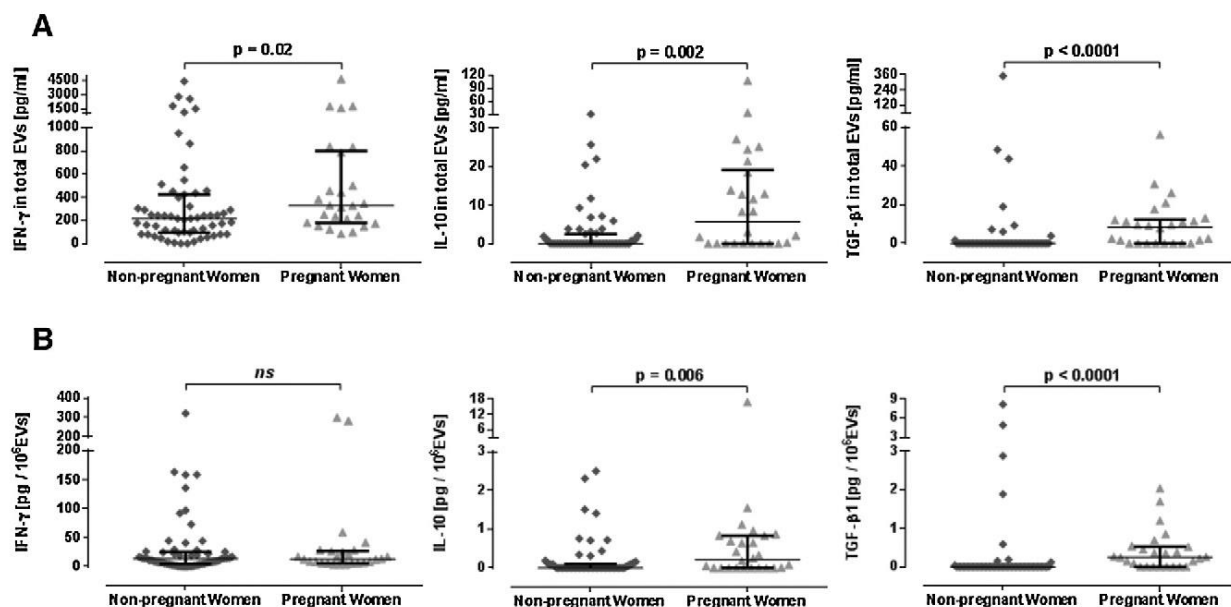 A
p = 0.02
IFN-γ in total EVs [pg/ml]
4500
3000
1500
1000
800
600
400
200
0
Non-pregnant Women
Pregnant Women
p = 0.002
IL-10 in total EVs [pg/ml]
120
90
60
30
30
20
10
0
Non-pregnant Women
Pregnant Women
p < 0.0001
TGF-β1 in total EVs [pg/ml]
360
240
120
60
40
20
0
Non-pregnant Women
Pregnant Women
B
ns
IFN-γ [pg / 10⁶EVs]
400
300
200
200
150
100
50
0
Non-pregnant Women
Pregnant Women
p = 0.006
IL-10 [pg / 10⁶EVs]
18
12
6
3
2
1
0
Non-pregnant Women
Pregnant Women
p < 0.0001
TGF-β1 [pg / 10⁶EVs]
9
6
3
3
2
1
0
Non-pregnant Women
Pregnant Women